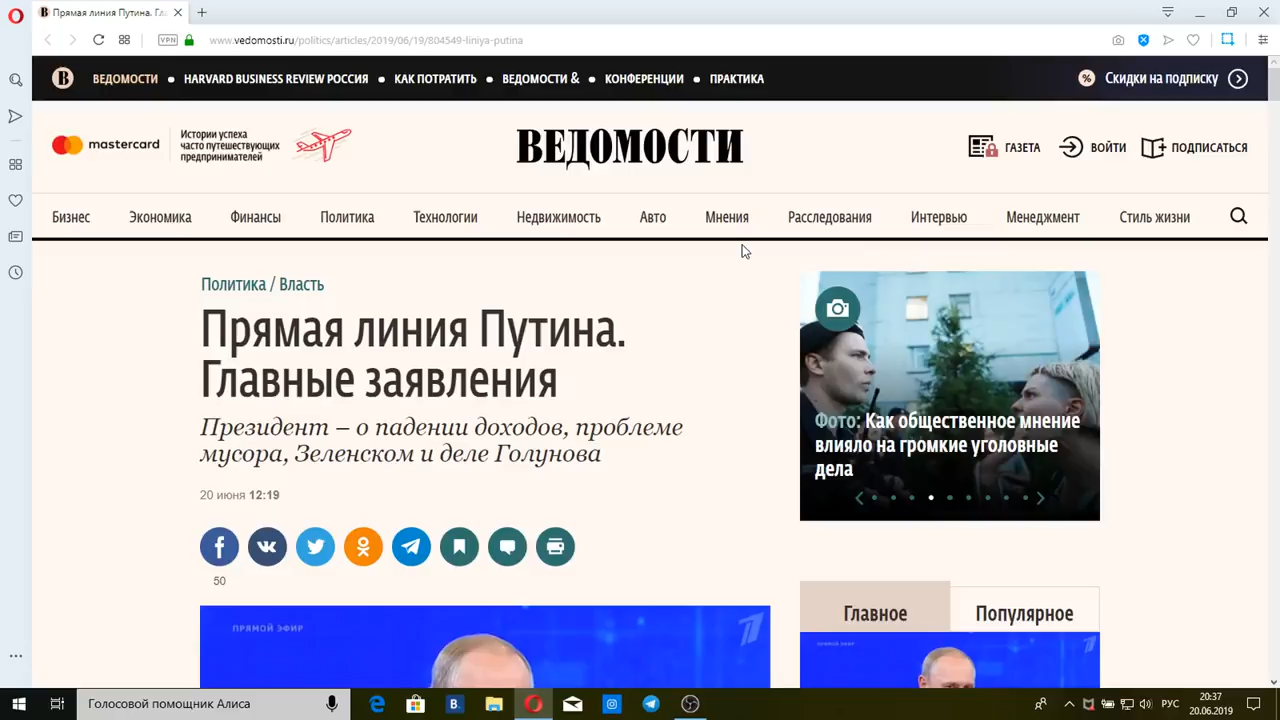 Прямая линия Путина. Гл
VPN
www.vedomosti.ru/politics/articles/2019/06/19/804549-liniya-putina
В
ВЕДОМОСТИ
HARVARD BUSINESS REVIEW РОССИЯ
КАК ПОТРАТИТЬ
ВЕДОМОСТИ &
КОНФЕРЕНЦИИ
ПРАКТИКА
%
Скидки на подписку
mastercard
Истории успеха
часто путешествующих
предпринимателей
ВЕДОМОСТИ
ГАЗЕТА
ВОЙТИ
ПОДПИСАТЬСЯ
Бизнес
Экономика
Финансы
Политика
Технологии
Недвижимость
Авто
Мнения
Расследования
Интервью
Менеджмент
Стиль жизни
Политика / Власть
Прямая линия Путина.
Главные заявления
Президент – о падении доходов, проблеме
мусора, Зеленском и деле Голунова
20 июня 12:19
50
ПРЯМОЙ ЭФИР
Фото: Как общественное мнение
влияло на громкие уголовные
дела
Главное
Популярное
Голосовой помощник Алиса
РУС
20:37
20.06.2019